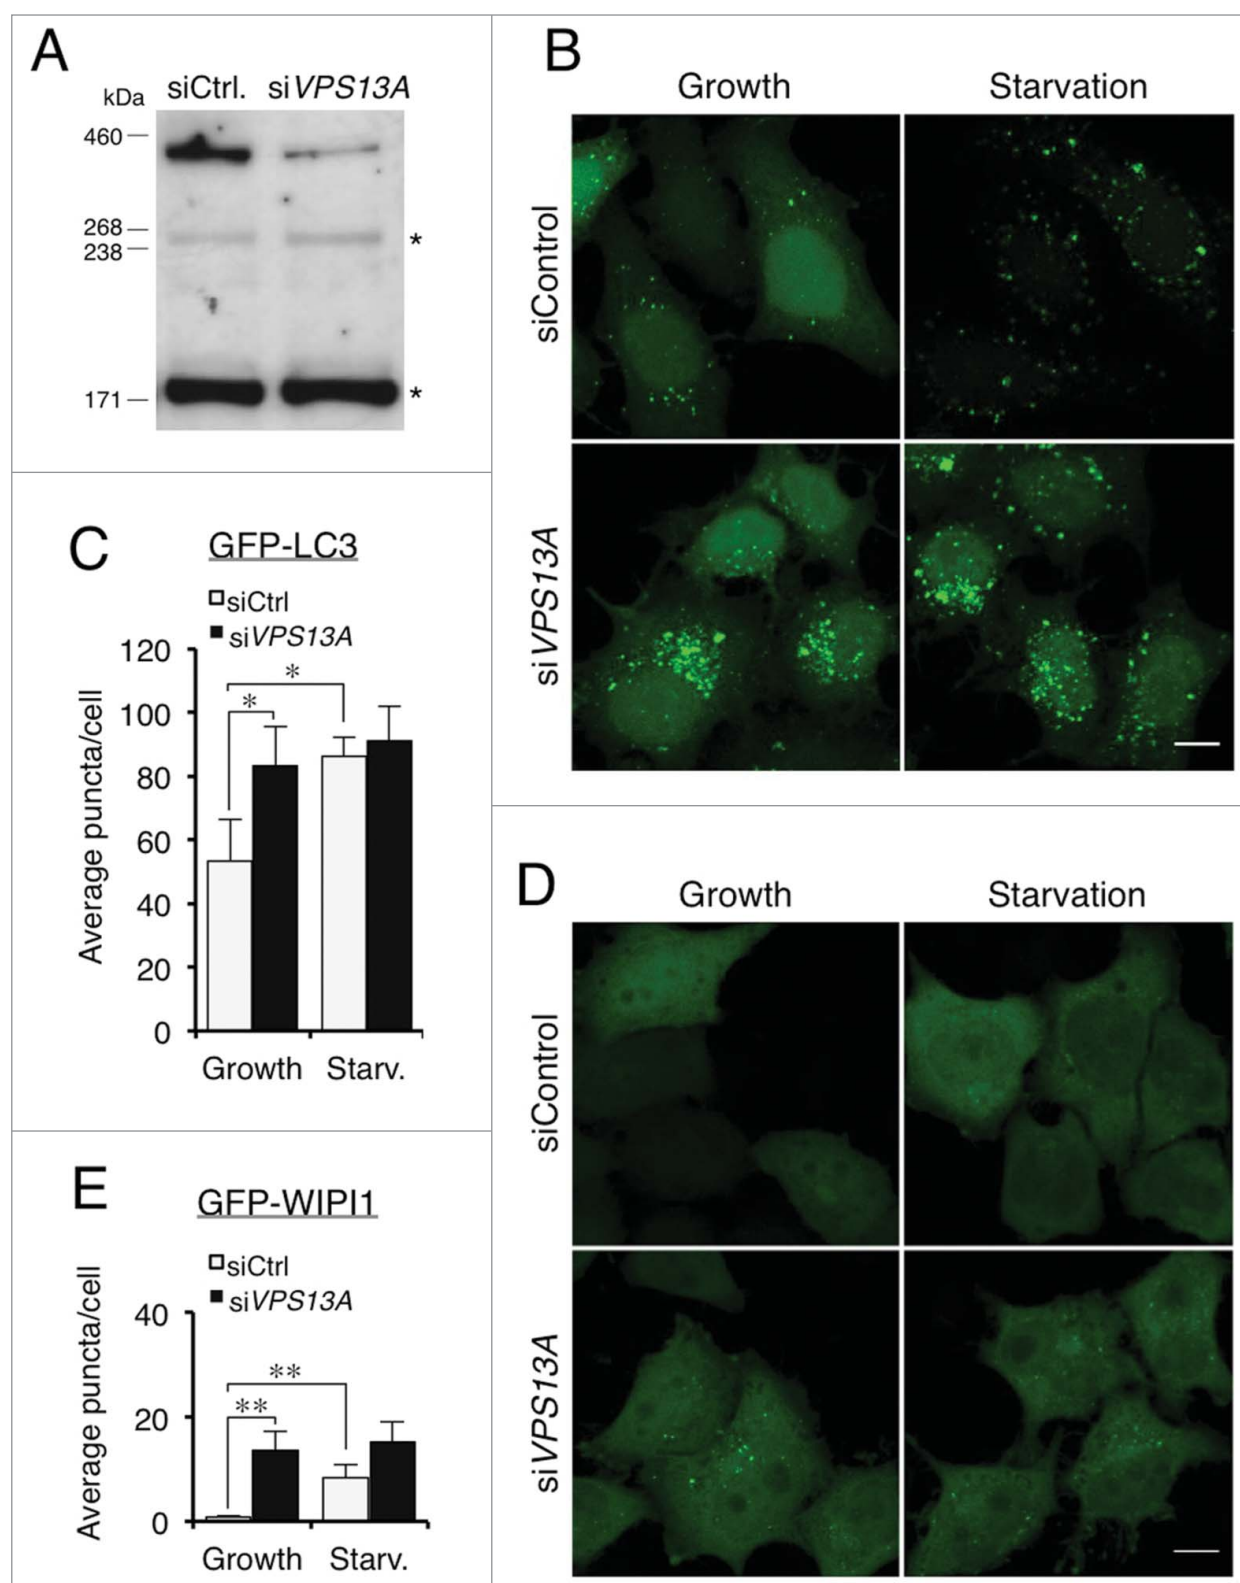 A
siCtrl. siVPS13A
kDa
460
268
238
*
171
*
B
Growth Starvation
siControl
siVPS13A
C
GFP-LC3
siCtrl
siVPS13A
Average puncta/cell
120
100
80
60
40
20
0
*
*
Growth Starv.
D
Growth Starvation
siControl
siVPS13A
E
GFP-WIPI1
siCtrl
siVPS13A
Average puncta/cell
40
20
0
**
**
Growth Starv.